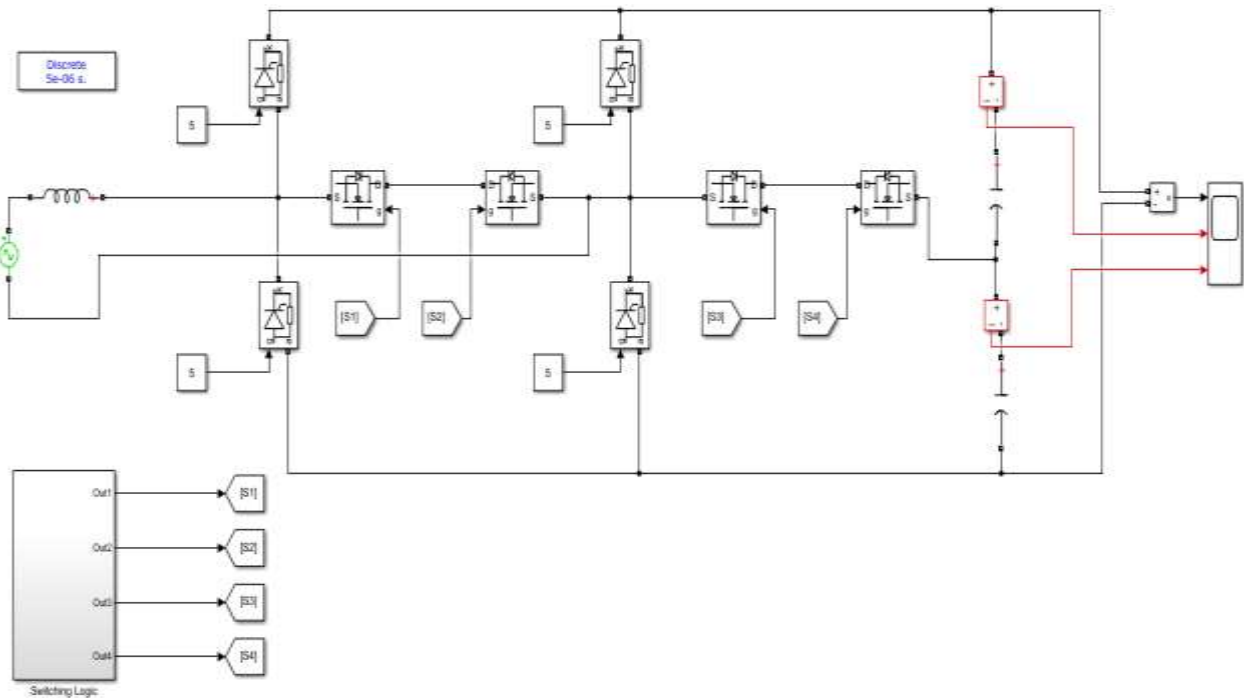 Discrete
5e-06 s.
5
5
S
D
D
S
S
D
D
S
g
g
g
g
+
-
+
-
[S1]
[S2]
[S3]
[S4]
+
-
5
5
Out1
[S1]
Out2
[S2]
Out3
[S3]
Out4
[S4]
Switching Logic